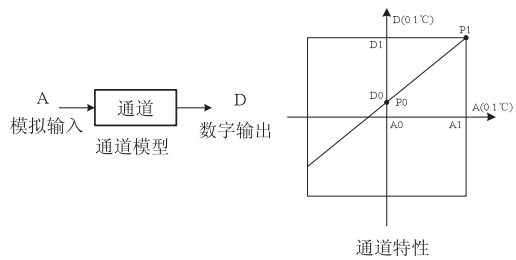 A
模拟输入
通道
通道模型
D
数字输出
D(0.1℃)
P1
D1
D0
P0
A(0.1℃)
A0
A1
通道特性